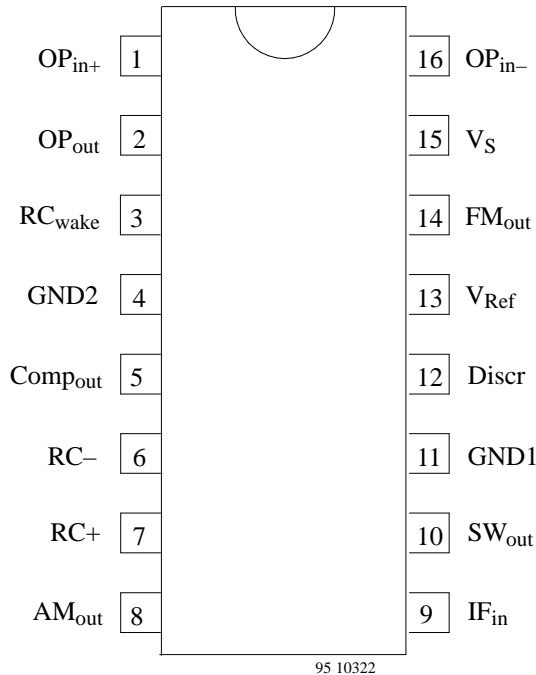 OPin+ 1 16 OPin–
OPout 2 15 VS
RCwake 3 14 FMout
GND2 4 13 VRef
Compout 5 12 Discr
RC– 6 11 GND1
RC+ 7 10 SWout
AMout 8 9 IFin
95 10322